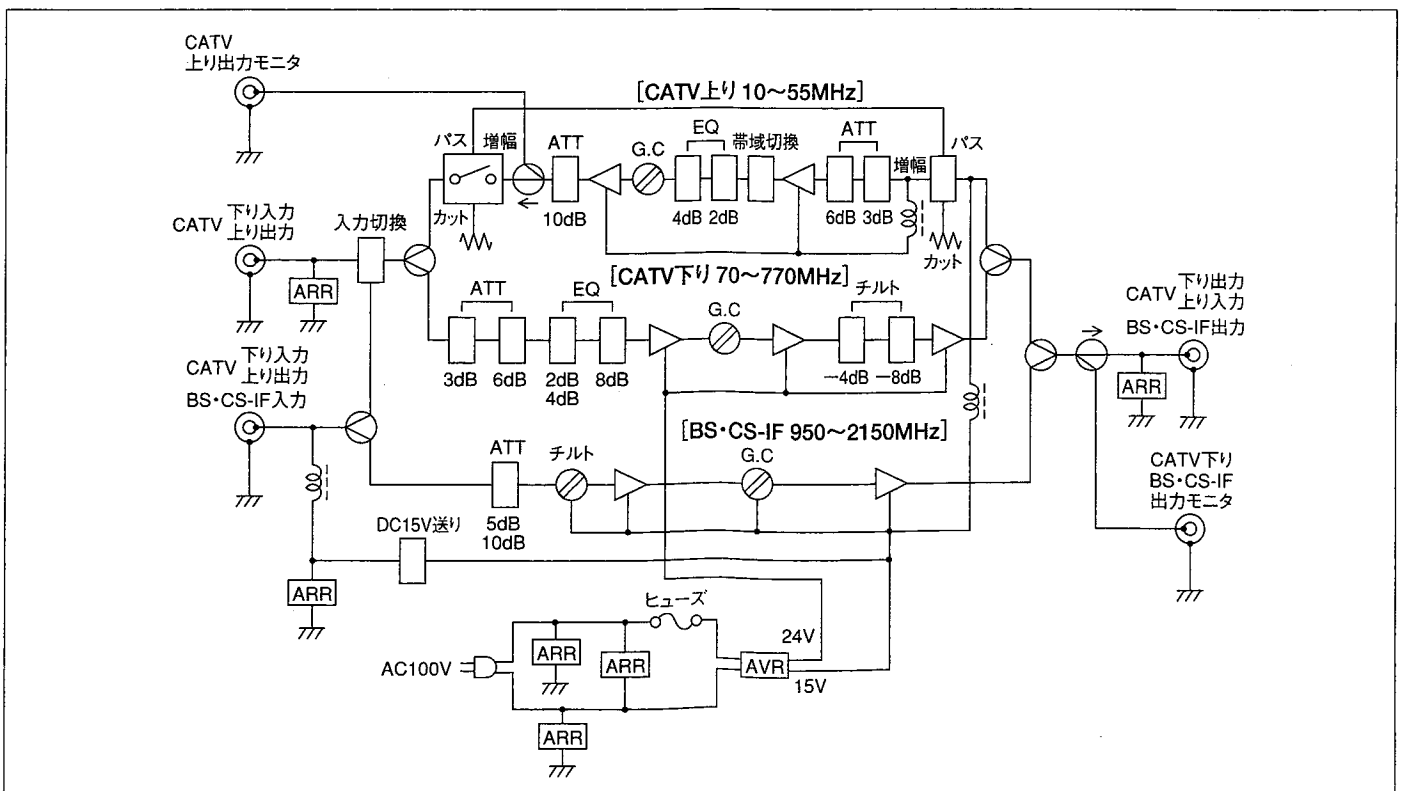 CATV
上り出力モニタ
[CATV上り 10～55MHz]
パス
増幅
ATT
G.C
EQ
帯域切換
ATT
増幅
パス
カット
10dB
4dB
2dB
6dB
3dB
カット
CATV
下り入力
上り出力
入力切換
ARR
[CATV下り 70～770MHz]
ATT
EQ
G.C
チルト
3dB
6dB
2dB
4dB
8dB
−4dB
−8dB
CATV
下り出力
上り入力
BS・CS-IF出力
ARR
CATV
下り入力
上り出力
BS・CS-IF入力
[BS・CS-IF 950～2150MHz]
ATT
チルト
G.C
5dB
10dB
CATV下り
BS・CS-IF
出力モニタ
DC15V送り
ARR
ヒューズ
24V
AC100V
ARR
ARR
AVR
15V
ARR